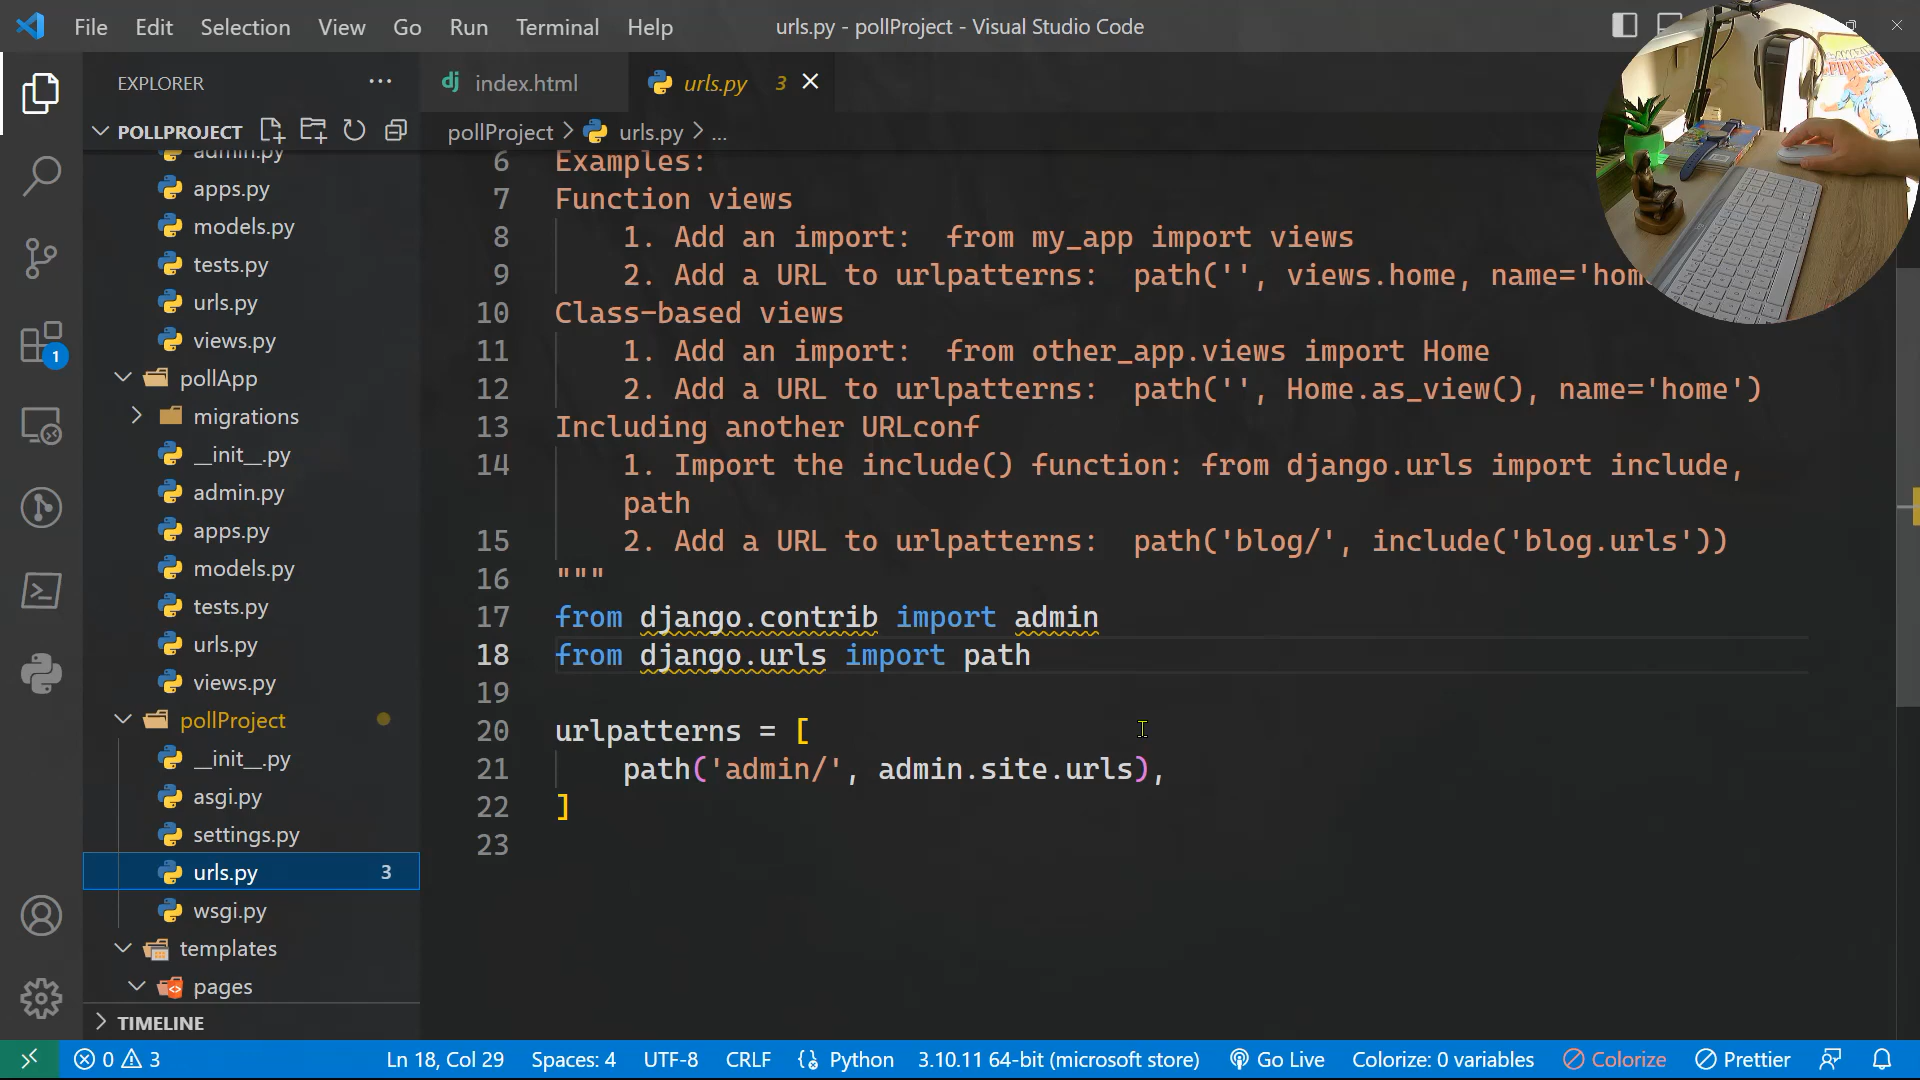 File Edit Selection View Go Run Terminal Help
urls.py - pollProject - Visual Studio Code
EXPLORER
index.html
urls.py 3
POLLPROJECT
pollProject > urls.py > ...
admin.py
apps.py
models.py
tests.py
urls.py
views.py
pollApp
migrations
__init__.py
admin.py
apps.py
models.py
tests.py
urls.py
views.py
pollProject
__init__.py
asgi.py
settings.py
urls.py 3
wsgi.py
templates
pages
TIMELINE
1
6 Examples:
7 Function views
8 1. Add an import:  from my_app import views
9 2. Add a URL to urlpatterns:  path('', views.home, name='hom
10 Class-based views
11 1. Add an import:  from other_app.views import Home
12 2. Add a URL to urlpatterns:  path('', Home.as_view(), name='home')
13 Including another URLconf
14 1. Import the include() function: from django.urls import include,
path
15 2. Add a URL to urlpatterns:  path('blog/', include('blog.urls'))
16 """
17 from django.contrib import admin
18 from django.urls import path
19
20 urlpatterns = [
21 path('admin/', admin.site.urls),
22 ]
23
0 3 Ln 18, Col 29 Spaces: 4 UTF-8 CRLF Python 3.10.11 64-bit (microsoft store) Go Live Colorize: 0 variables Colorize Prettier